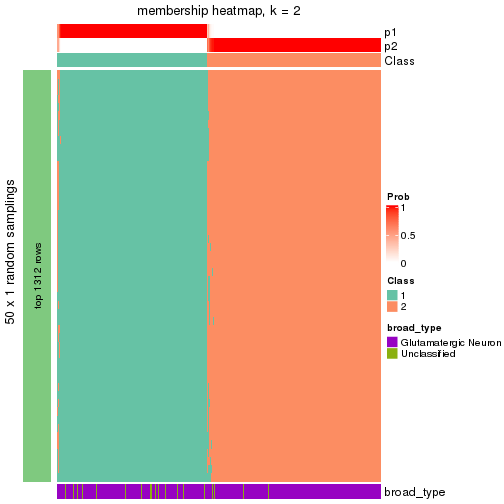 membership heatmap, k = 2
p1
p2
Class
50 x 1 random samplings
top 1312 rows
Prob
1
0.5
0
Class
1
2
broad_type
Glutamatergic Neuron
Unclassified
broad_type